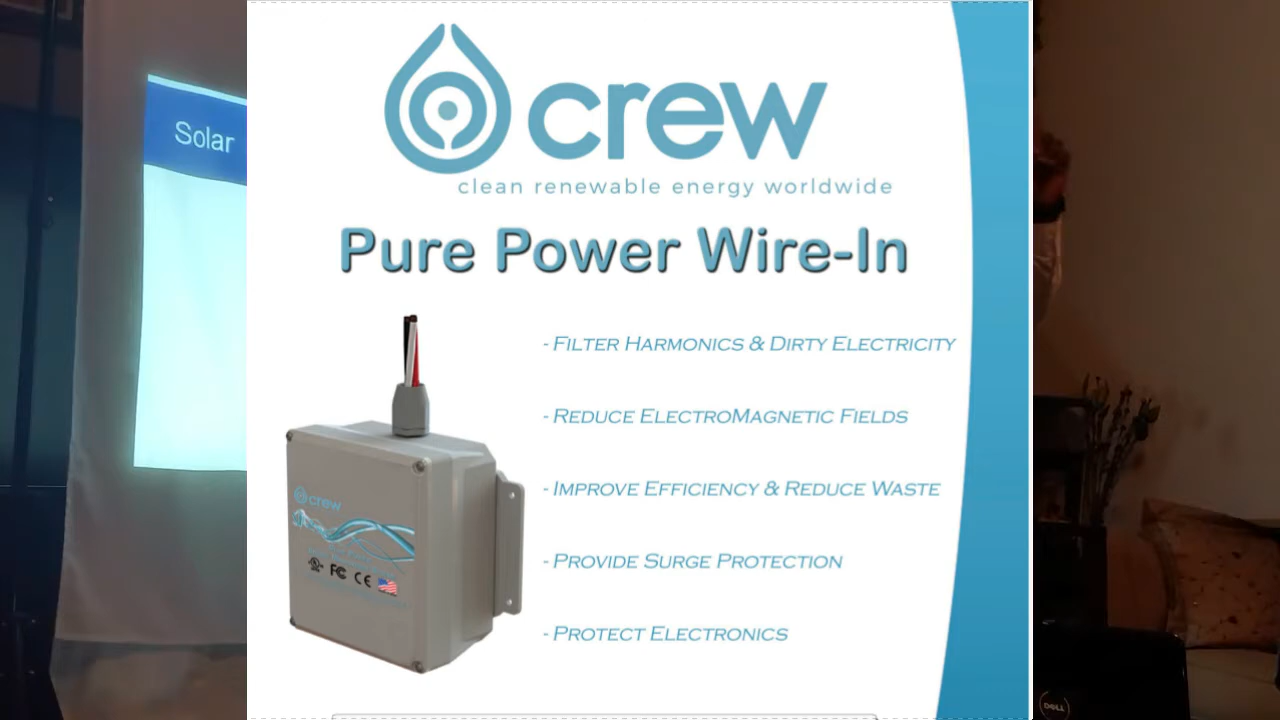 Solar
crew
clean renewable energy worldwide
Pure Power Wire-In
- FILTER HARMONICS & DIRTY ELECTRICITY
- REDUCE ELECTROMAGNETIC FIELDS
- IMPROVE EFFICIENCY & REDUCE WASTE
- PROVIDE SURGE PROTECTION
- PROTECT ELECTRONICS
crew
FC CE
DELL